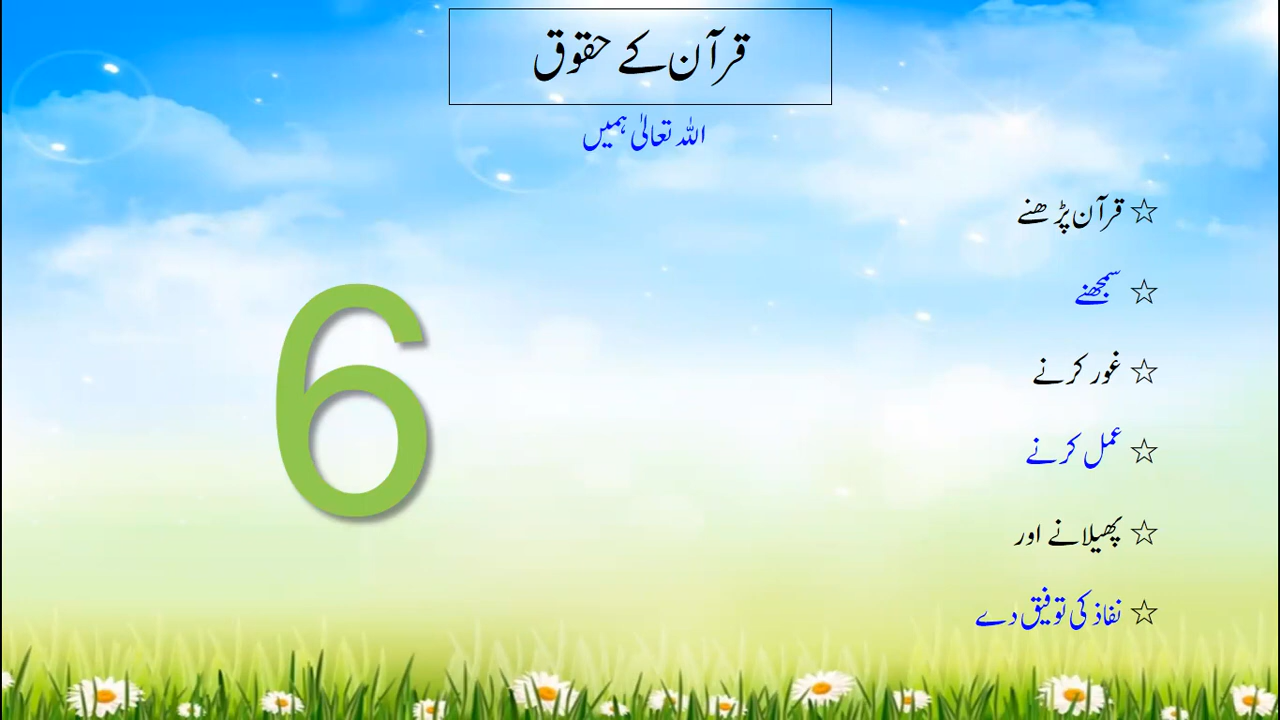 قرآن کے حقوق
اللہ تعالیٰ ہمیں
☆ قرآن پڑھنے
☆ سمجھنے
☆ غور کرنے
☆ عمل کرنے
☆ پھیلانے اور
☆ نفاذ کی توفیق دے
6